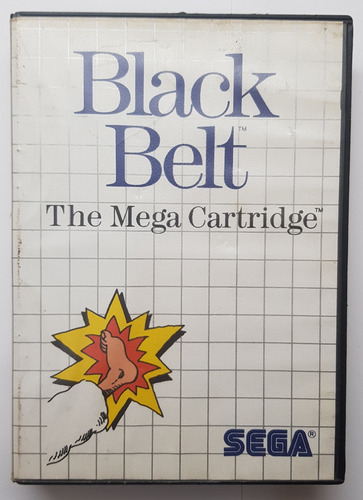 Black
Belt™
The Mega Cartridge™
SEGA®